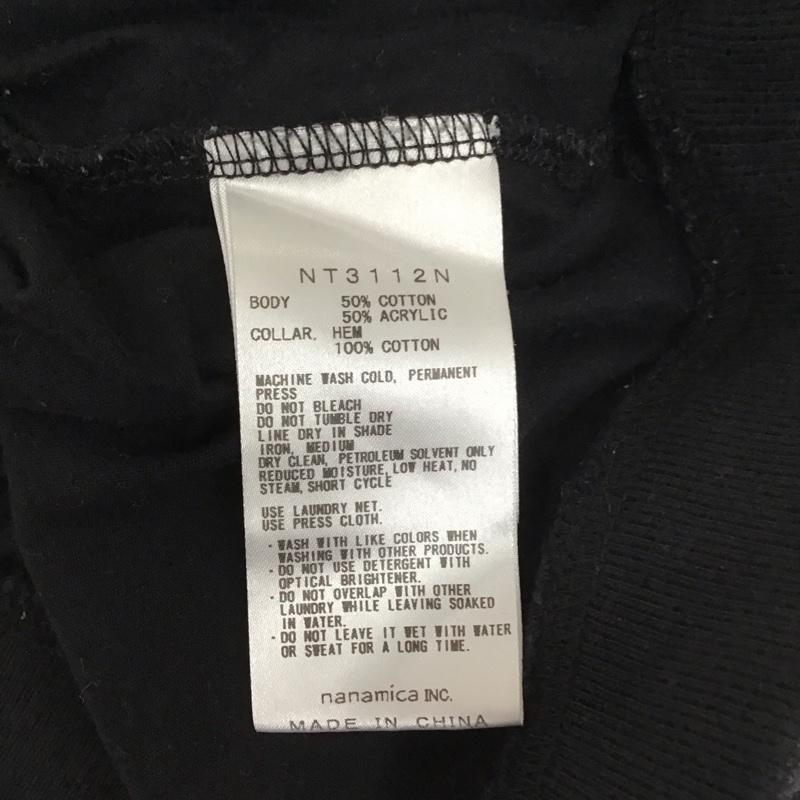 NT3112N
BODY 50% COTTON
50% ACRYLIC
COLLAR. HEM
100% COTTON
MACHINE WASH COLD, PERMANENT
PRESS
DO NOT BLEACH
DO NOT TUMBLE DRY
LINE DRY IN SHADE
IRON, MEDIUM
DRY CLEAN, PETROLEUM SOLVENT ONLY
REDUCED MOISTURE, LOW HEAT, NO
STEAM, SHORT CYCLE
USE LAUNDRY NET.
USE PRESS CLOTH.
・WASH WITH LIKE COLORS WHEN
WASHING WITH OTHER PRODUCTS.
・DO NOT USE DETERGENT WITH
OPTICAL BRIGHTENER.
・DO NOT OVERLAP WITH OTHER
LAUNDRY WHILE LEAVING SOAKED
IN WATER.
・DO NOT LEAVE IT WET WITH WATER
OR SWEAT FOR A LONG TIME.
nanamica INC.
MADE IN CHINA